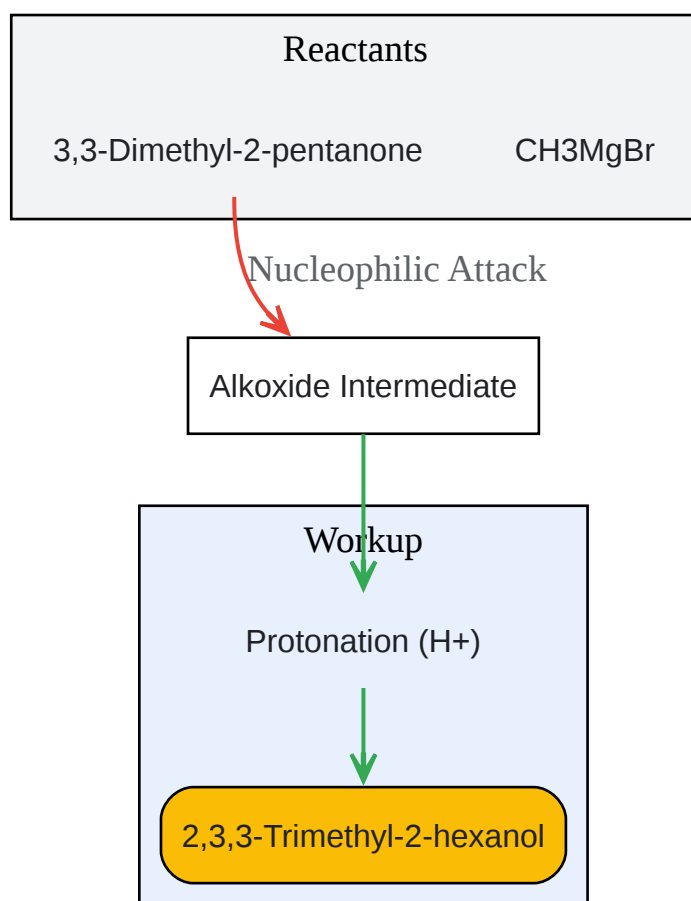 Reactants
3,3-Dimethyl-2-pentanone CH3MgBr
Nucleophilic Attack
Alkoxide Intermediate
Workup
Protonation (H+)
2,3,3-Trimethyl-2-hexanol